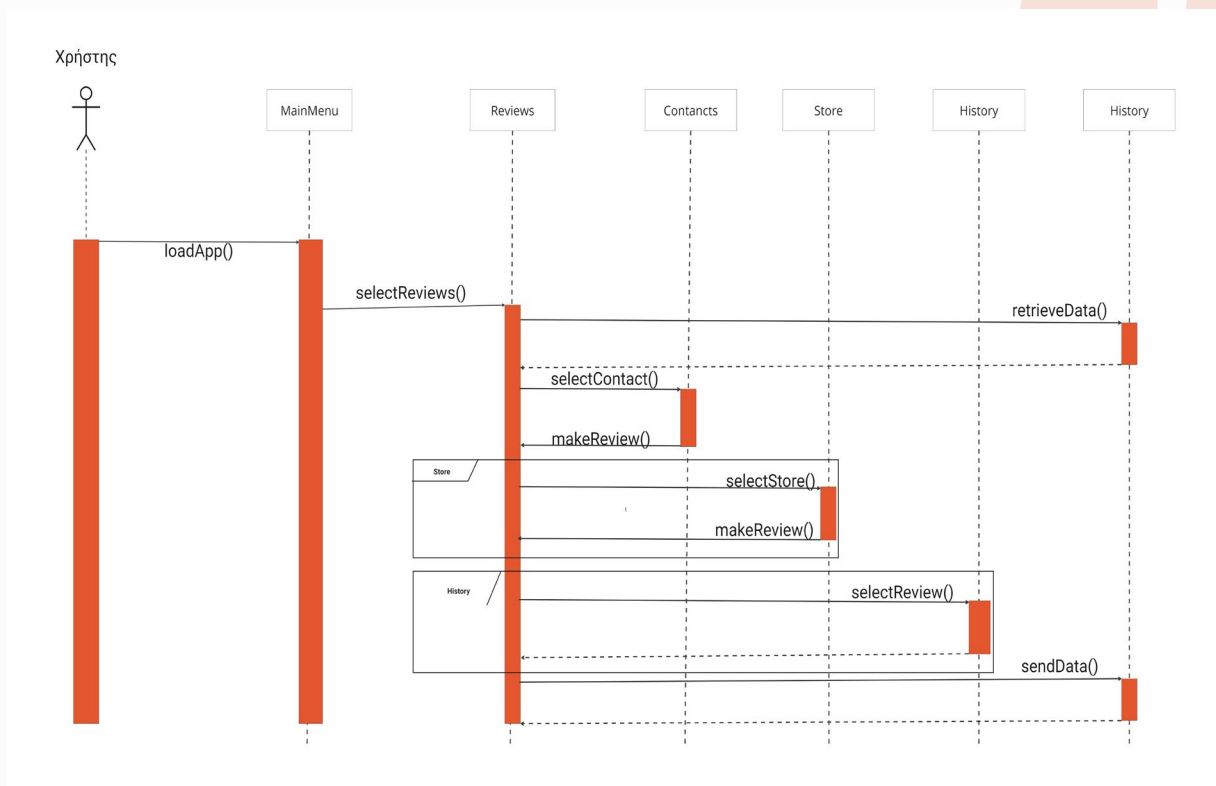 Χρήστης
MainMenu
Reviews
Contancts
Store
History
History
loadApp()
selectReviews()
retrieveData()
selectContact()
makeReview()
Store
selectStore()
makeReview()
History
selectReview()
sendData()